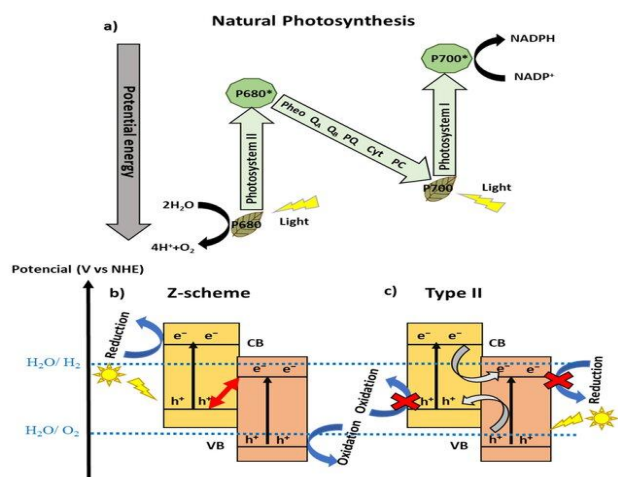 Natural Photosynthesis
a)
NADPH
P700*
NADP+
P680*
Pheo QA QB PQ Cyt PC
Potential energy
Photosystem II
Photosystem I
2H2O
P700
Light
P680
Light
4H++O2
Potencial (V vs NHE)
b)
Z-scheme
c)
Type II
Reduction
e- e-
CB
e- e-
CB
H2O/ H2
e- e-
e- e-
Reduction
h+ h+
Oxidation
h+ h+
Oxidation
H2O/ O2
VB
h+ h+
Oxidation
VB
h+ h+